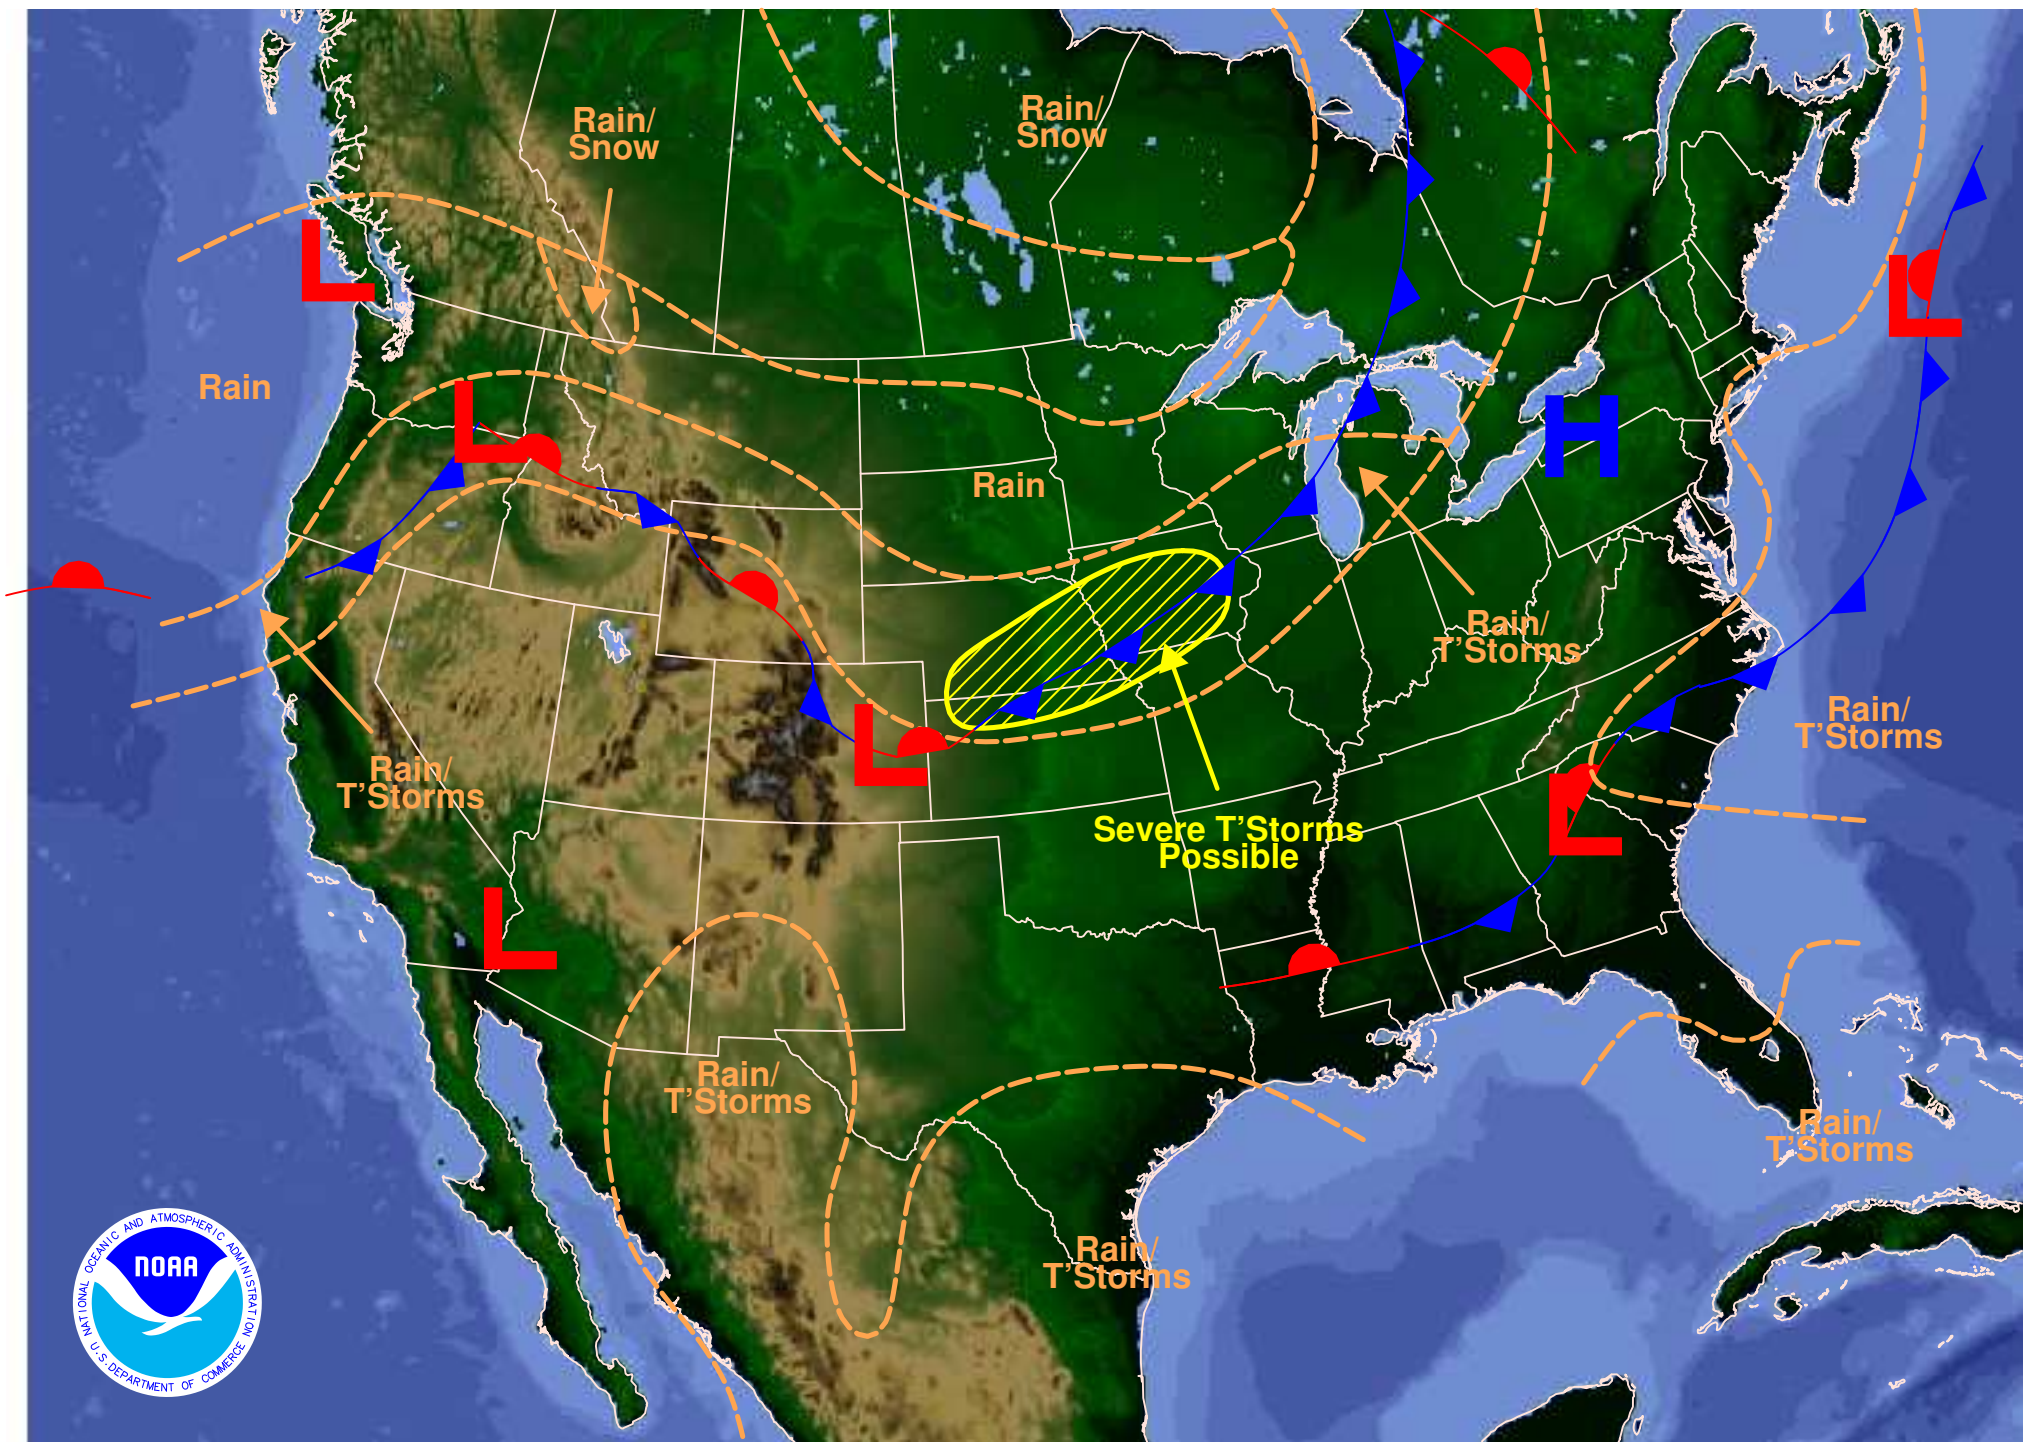 Rain/
Snow
Rain/
Snow
L
L
Rain
L
H
Rain
Rain/
T'Storms
L
Rain/
T'Storms
Rain/
T'Storms
L
Severe T'Storms
Possible
L
L
Rain/
T'Storms
Rain/
T'Storms
Rain/
T'Storms
NATIONAL OCEANIC AND ATMOSPHERIC ADMINISTRATION
NOAA
U.S. DEPARTMENT OF COMMERCE